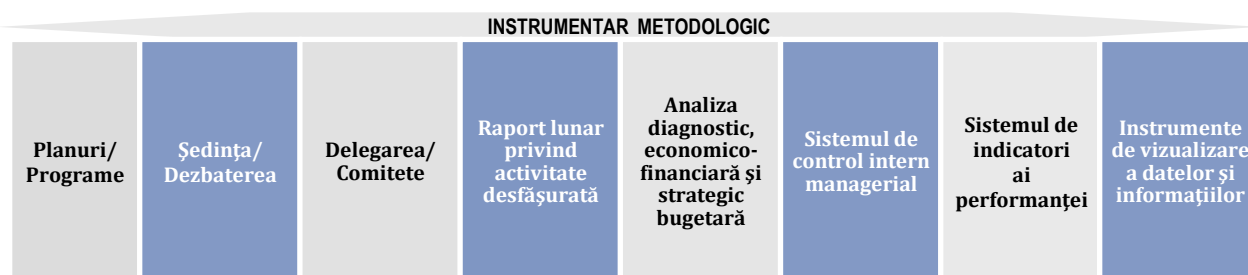 INSTRUMENTAR METODOLOGIC
Planuri/
Programe
Şedinţa/
Dezbaterea
Delegarea/
Comitete
Raport lunar
privind
activitate
desfăşurată
Analiza
diagnostic,
economico-
financiară şi
strategic
bugetară
Sistemul de
control intern
managerial
Sistemul de
indicatori
ai
performanţei
Instrumente
de vizualizare
a datelor şi
informaţiilor